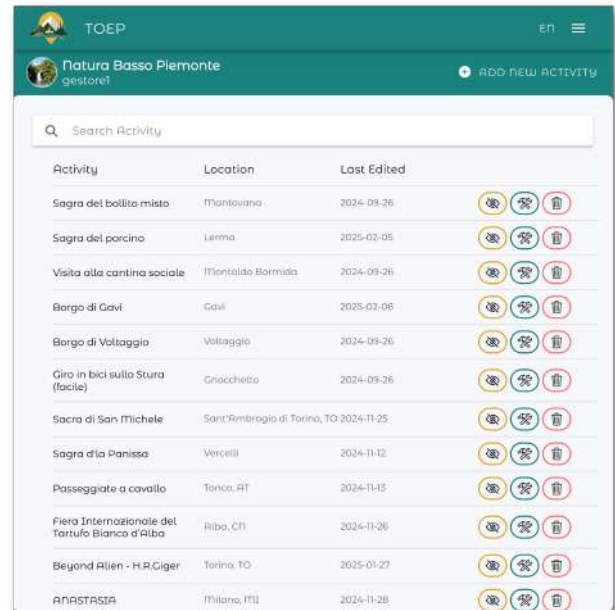 TOEP EN
Natura Basso Piemonte
gestore1
ADD NEW ACTIVITY
Search Activity
Activity Location Last Edited
Sagra del bollito misto Mantovana 2024-09-26
Sagra del porcino Lerma 2025-02-05
Visita alla cantina sociale Montaldo Bormida 2024-09-26
Borgo di Gavi Gavi 2025-02-06
Borgo di Voltaggio Voltaggio 2024-09-26
Giro in bici sullo Stura
(facile) Gnocchetto 2024-09-26
Sacra di San Michele Sant'Ambrogio di Torino, TO 2024-11-25
Sagra d'la Panissa Vercelli 2024-11-12
Passeggiate a cavallo Tonco, AT 2024-11-13
Fiera Internazionale del
Tartufo Bianco d'Alba Alba, CN 2024-11-26
Beyond Alien - H.R.Giger Torino, TO 2025-01-27
ANASTASIA Milano, MI 2024-11-28